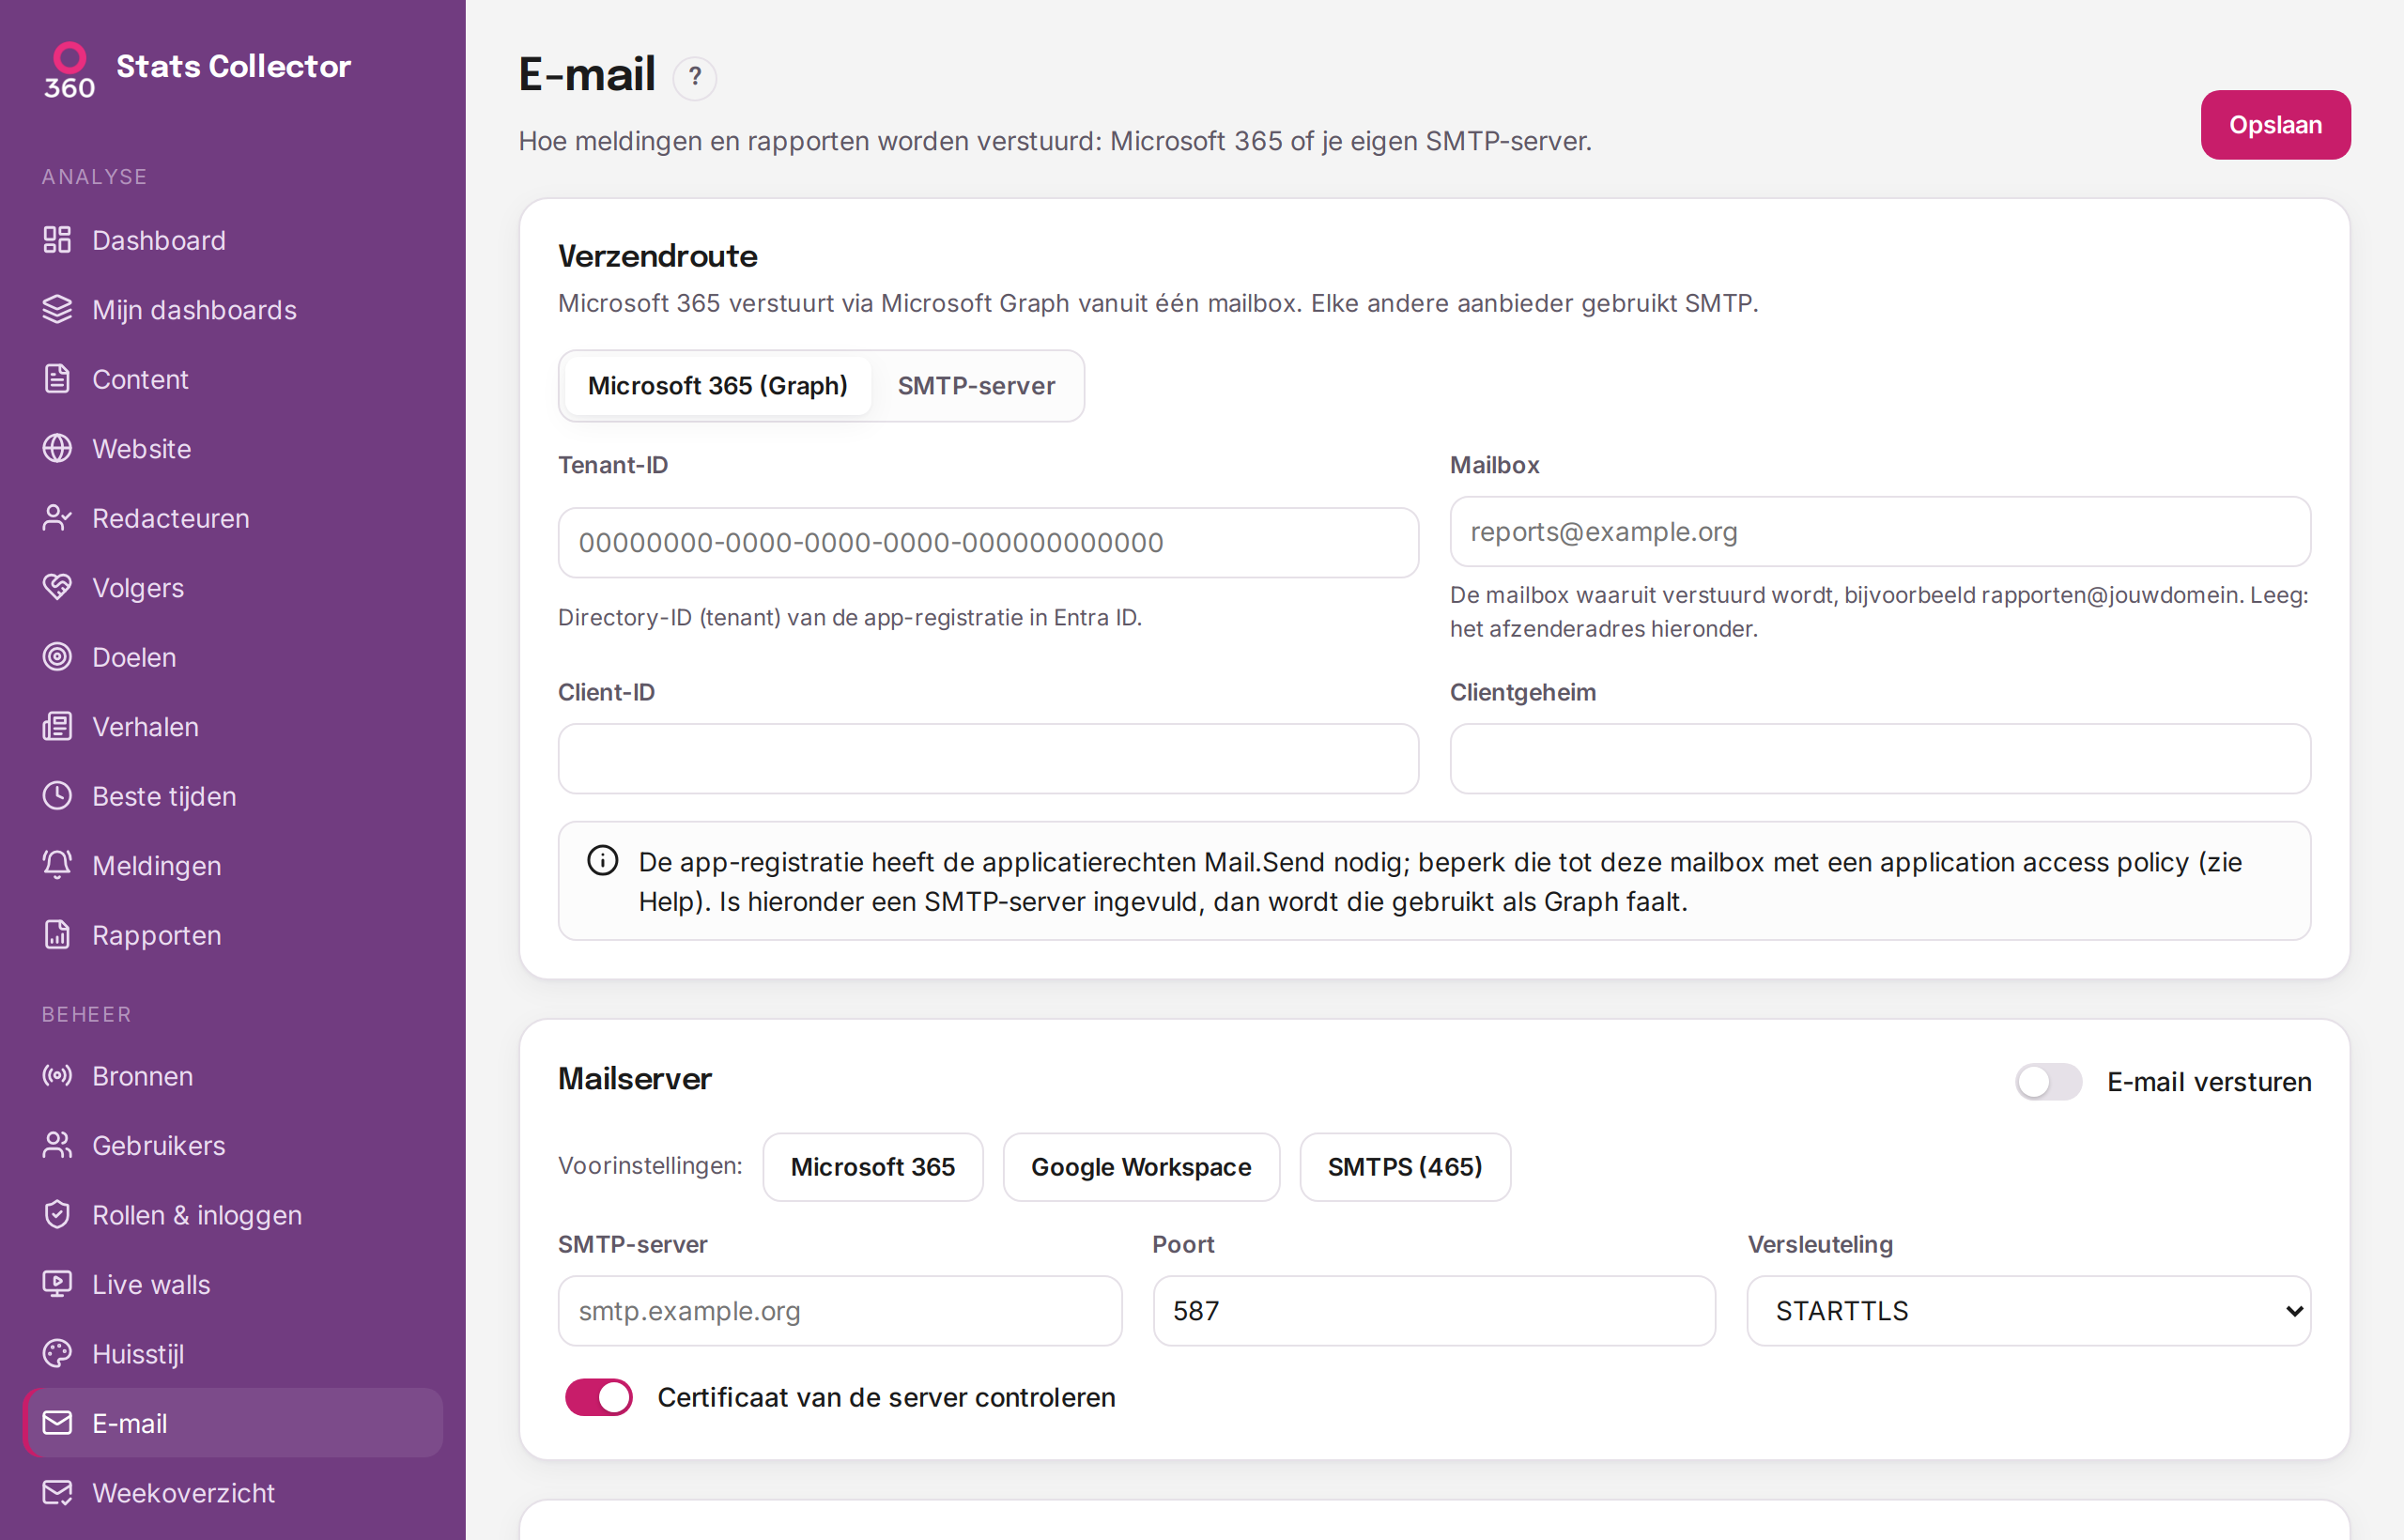 360
Stats Collector
ANALYSE
Dashboard
Mijn dashboards
Content
Website
Redacteuren
Volgers
Doelen
Verhalen
Beste tijden
Meldingen
Rapporten
BEHEER
Bronnen
Gebruikers
Rollen & inloggen
Live walls
Huisstijl
E-mail
Weekoverzicht
E-mail ?
Hoe meldingen en rapporten worden verstuurd: Microsoft 365 of je eigen SMTP-server.
Opslaan
Verzendroute
Microsoft 365 verstuurt via Microsoft Graph vanuit één mailbox. Elke andere aanbieder gebruikt SMTP.
Microsoft 365 (Graph) SMTP-server
Tenant-ID
00000000-0000-0000-0000-000000000000
Directory-ID (tenant) van de app-registratie in Entra ID.
Mailbox
reports@example.org
De mailbox waaruit verstuurd wordt, bijvoorbeeld rapporten@jouwdomein. Leeg:
het afzenderadres hieronder.
Client-ID
Clientgeheim
De app-registratie heeft de applicatierechten Mail.Send nodig; beperk die tot deze mailbox met een application access policy (zie
Help). Is hieronder een SMTP-server ingevuld, dan wordt die gebruikt als Graph faalt.
Mailserver
E-mail versturen
Voorinstellingen: Microsoft 365 Google Workspace SMTPS (465)
SMTP-server
smtp.example.org
Poort
587
Versleuteling
STARTTLS
Certificaat van de server controleren